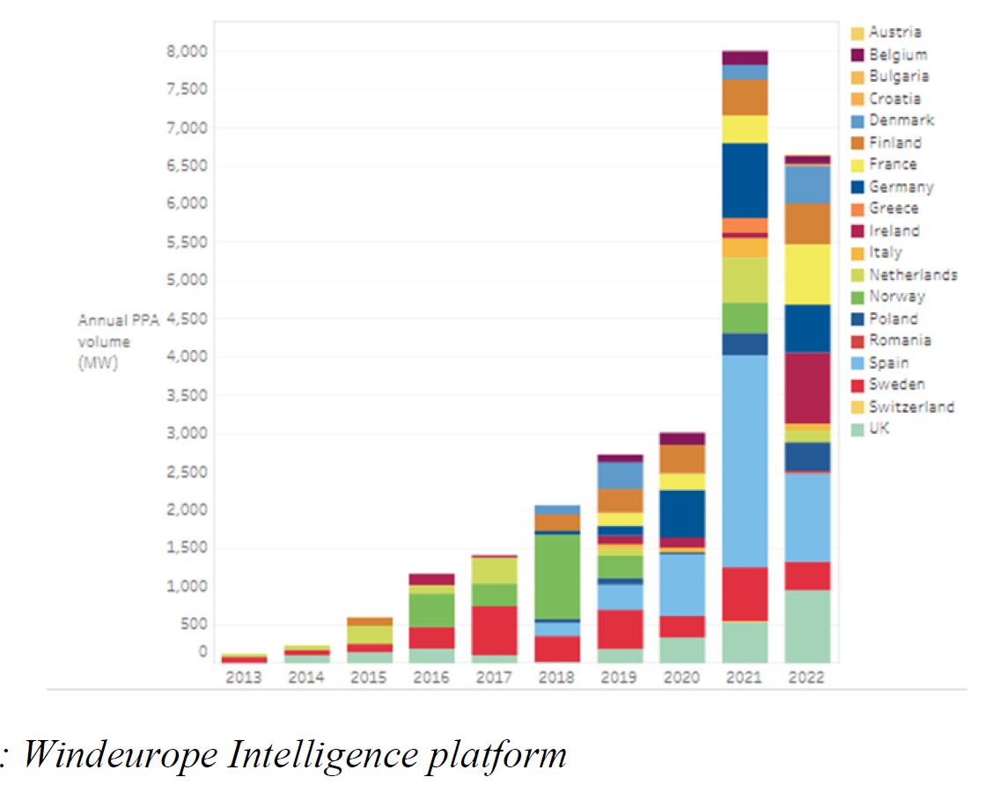 8,000
7,500
7,000
6,500
6,000
5,500
5,000
4,500
4,000
3,500
3,000
2,500
2,000
1,500
1,000
500
0
Annual PPA
volume
(MW)
2013 2014 2015 2016 2017 2018 2019 2020 2021 2022
Austria
Belgium
Bulgaria
Croatia
Denmark
Finland
France
Germany
Greece
Ireland
Italy
Netherlands
Norway
Poland
Romania
Spain
Sweden
Switzerland
UK
: Windeurope Intelligence platform